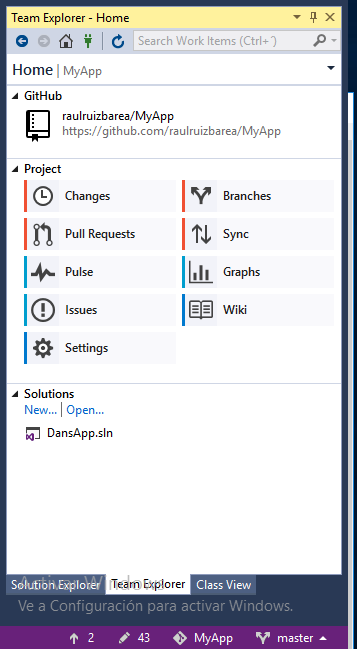 Team Explorer - Home
Search Work Items (Ctrl+´)
Home | MyApp
GitHub
raulruizbarea/MyApp
https://github.com/raulruizbarea/MyApp
Project
Changes
Branches
Pull Requests
Sync
Pulse
Graphs
Issues
Wiki
Settings
Solutions
New... | Open...
DansApp.sln
Activar Windows
Solution Explorer Team Explorer Class View
Ve a Configuración para activar Windows.
2 43 MyApp master